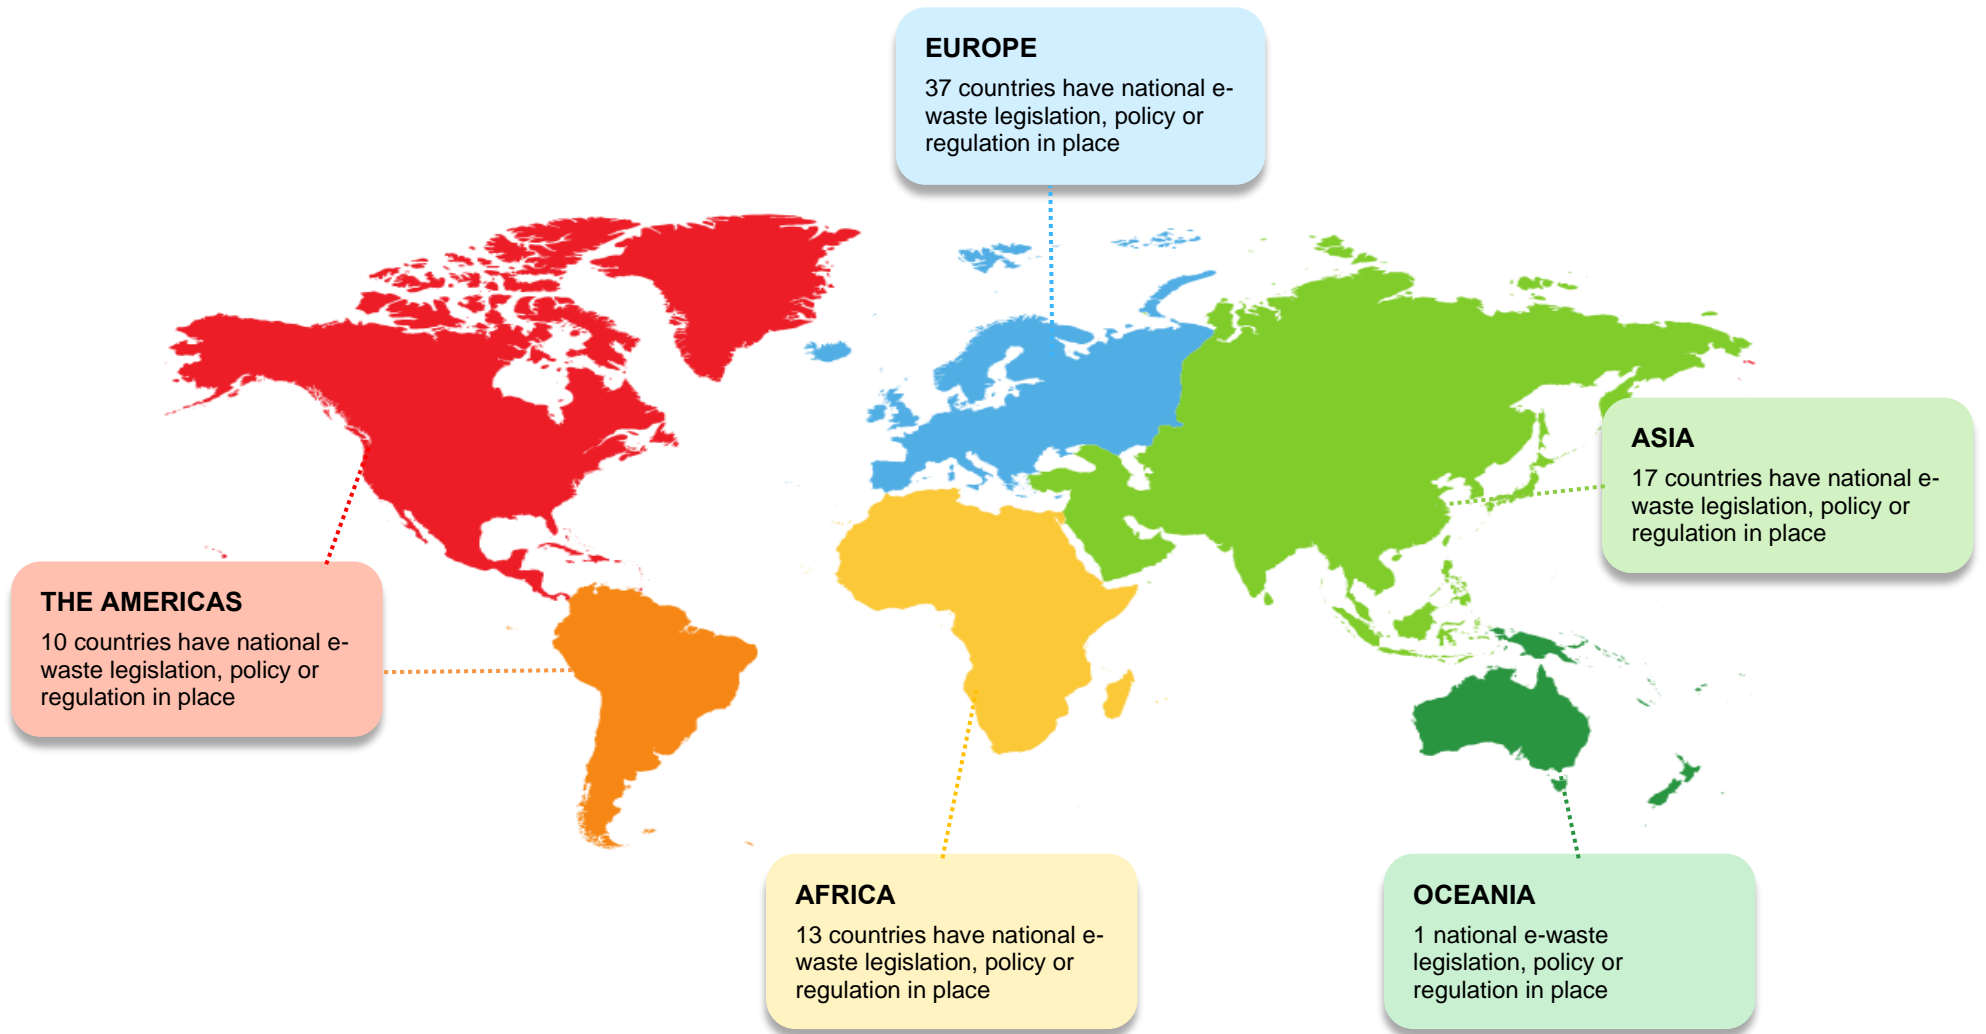 EUROPE
37 countries have national e-
waste legislation, policy or
regulation in place
ASIA
17 countries have national e-
waste legislation, policy or
regulation in place
THE AMERICAS
10 countries have national e-
waste legislation, policy or
regulation in place
AFRICA
13 countries have national e-
waste legislation, policy or
regulation in place
OCEANIA
1 national e-waste
legislation, policy or
regulation in place